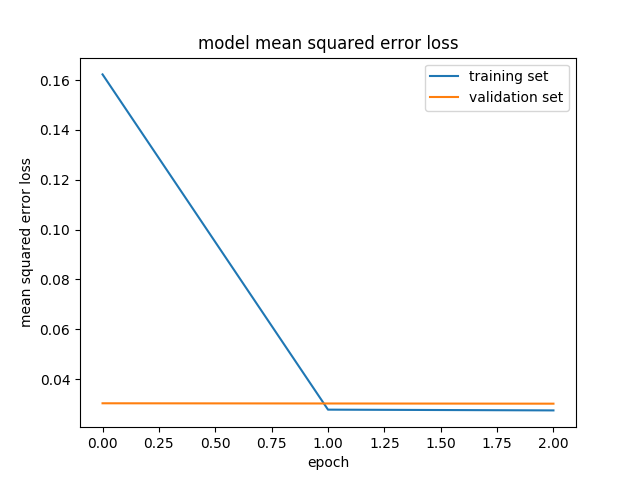 model mean squared error loss
training set
validation set
0.16
0.14
0.12
0.10
0.08
0.06
0.04
mean squared error loss
0.00 0.25 0.50 0.75 1.00 1.25 1.50 1.75 2.00
epoch